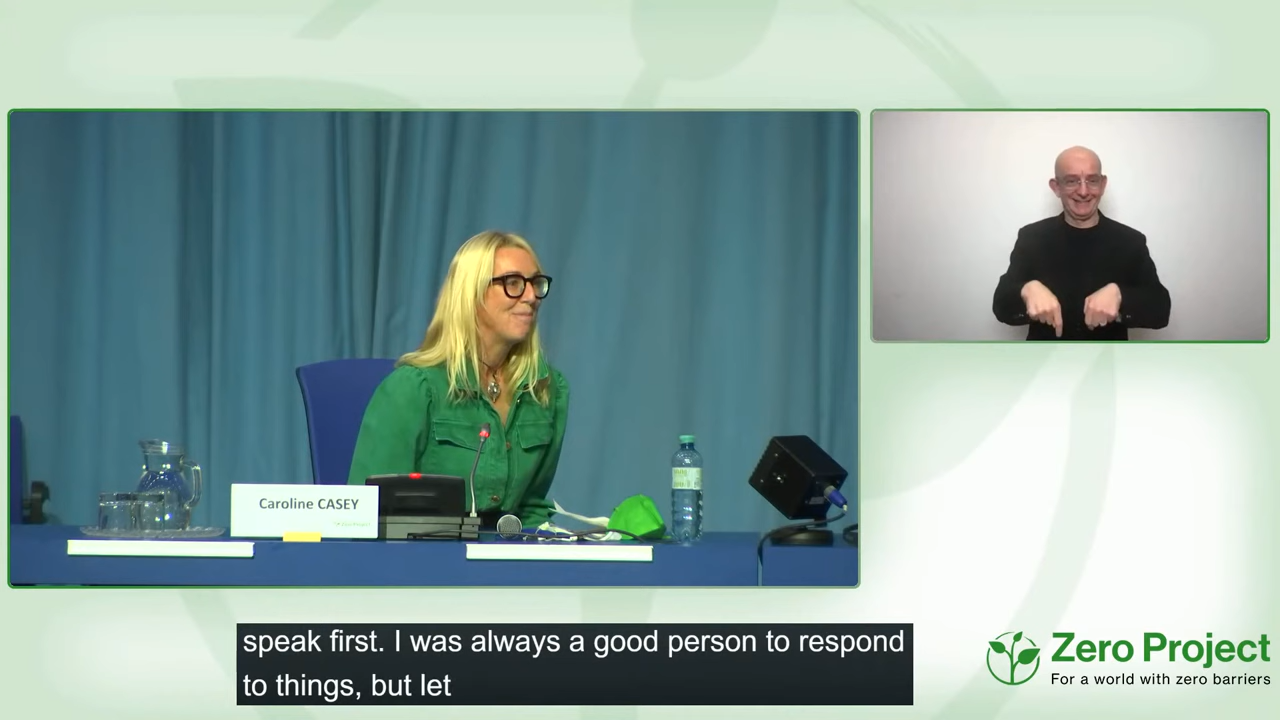 Caroline CASEY
speak first. I was always a good person to respond
to things, but let
Zero Project
For a world with zero barriers